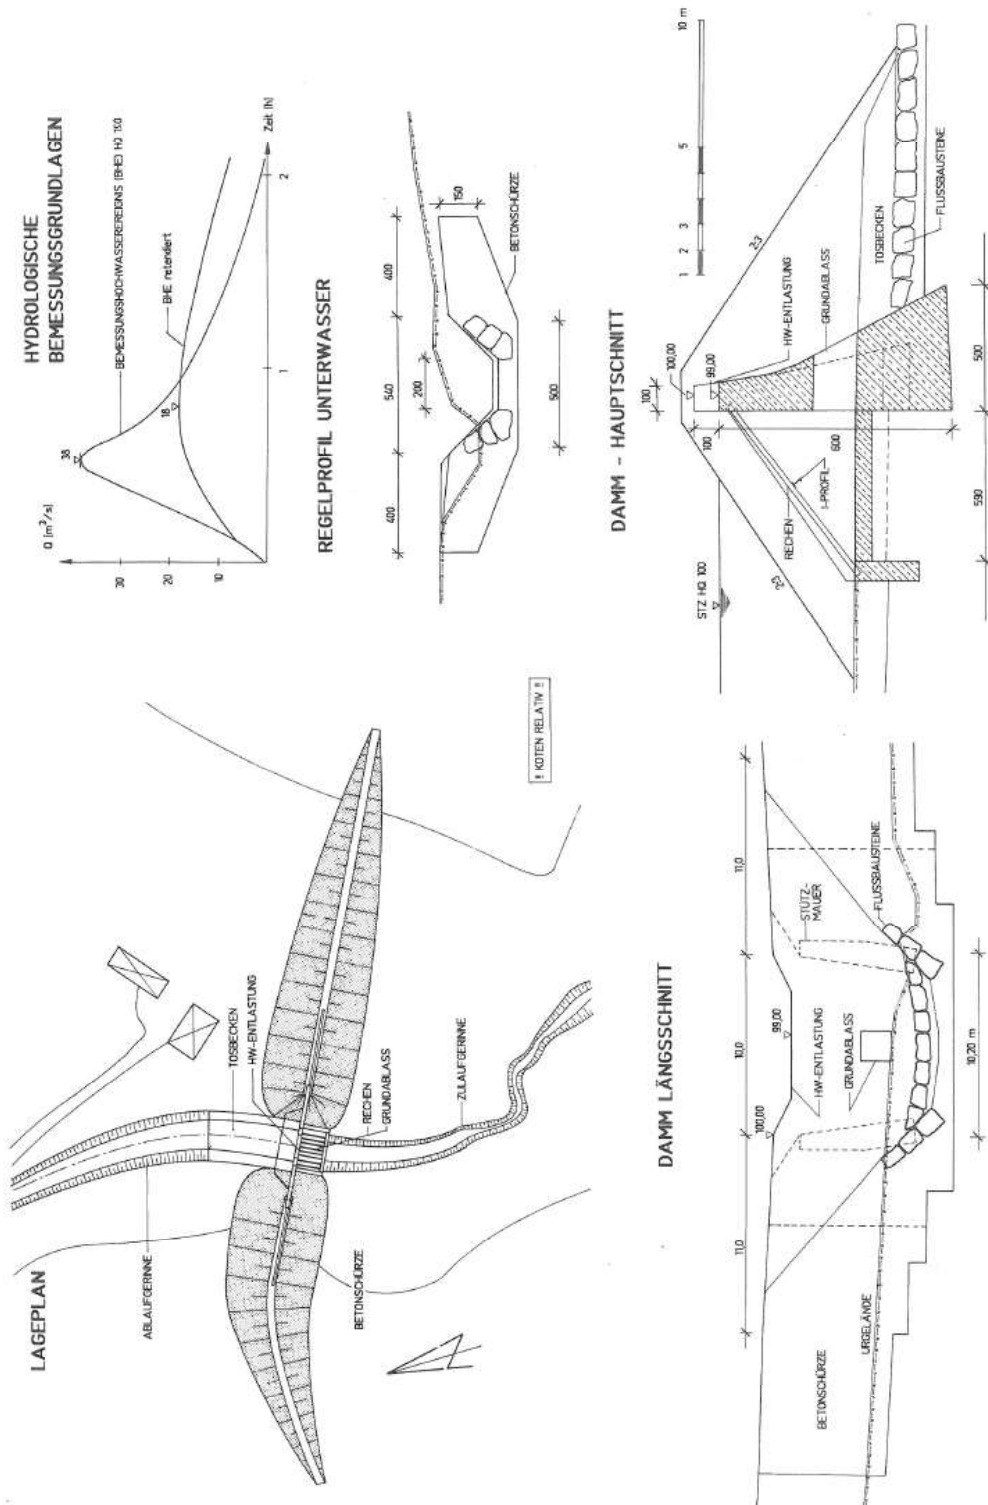 LAGEPLAN
ABLAUFGERINNE
TOSBECKEN
HW-ENTLASTUNG
RECHEN
GRUNDABLASS
ZULAUFGERINNE
BETONSCHÜRZE
!! KOTEN RELATIV !!
HYDROLOGISCHE
BEMESSUNGSGRUNDLAGEN
Q [m³/s]
38
30
20
10
18
BEMESSUNGSHOCHWASSEREREIGNIS (BHE) HQ 150
BHE retendiert
1
2
Zeit [h]
REGELPROFIL UNTERWASSER
400
540
400
200
150
500
BETONSCHÜRZE
DAMM LÄNGSSCHNITT
11,0
10,0
11,0
100,00
99,00
HW-ENTLASTUNG
GRUNDABLASS
STÜTZ-
MAUER
FLUSSBAUSTEINE
URGELÄNDE
BETONSCHÜRZE
10,20 m
DAMM - HAUPTSCHNITT
1
2
3
5
10 m
STZ HQ 100
100
100,00
99,00
100
2:3
2:3
HW-ENTLASTUNG
GRUNDABLASS
RECHEN
I-PROFIL
600
TOSBECKEN
FLUSSBAUSTEINE
590
500